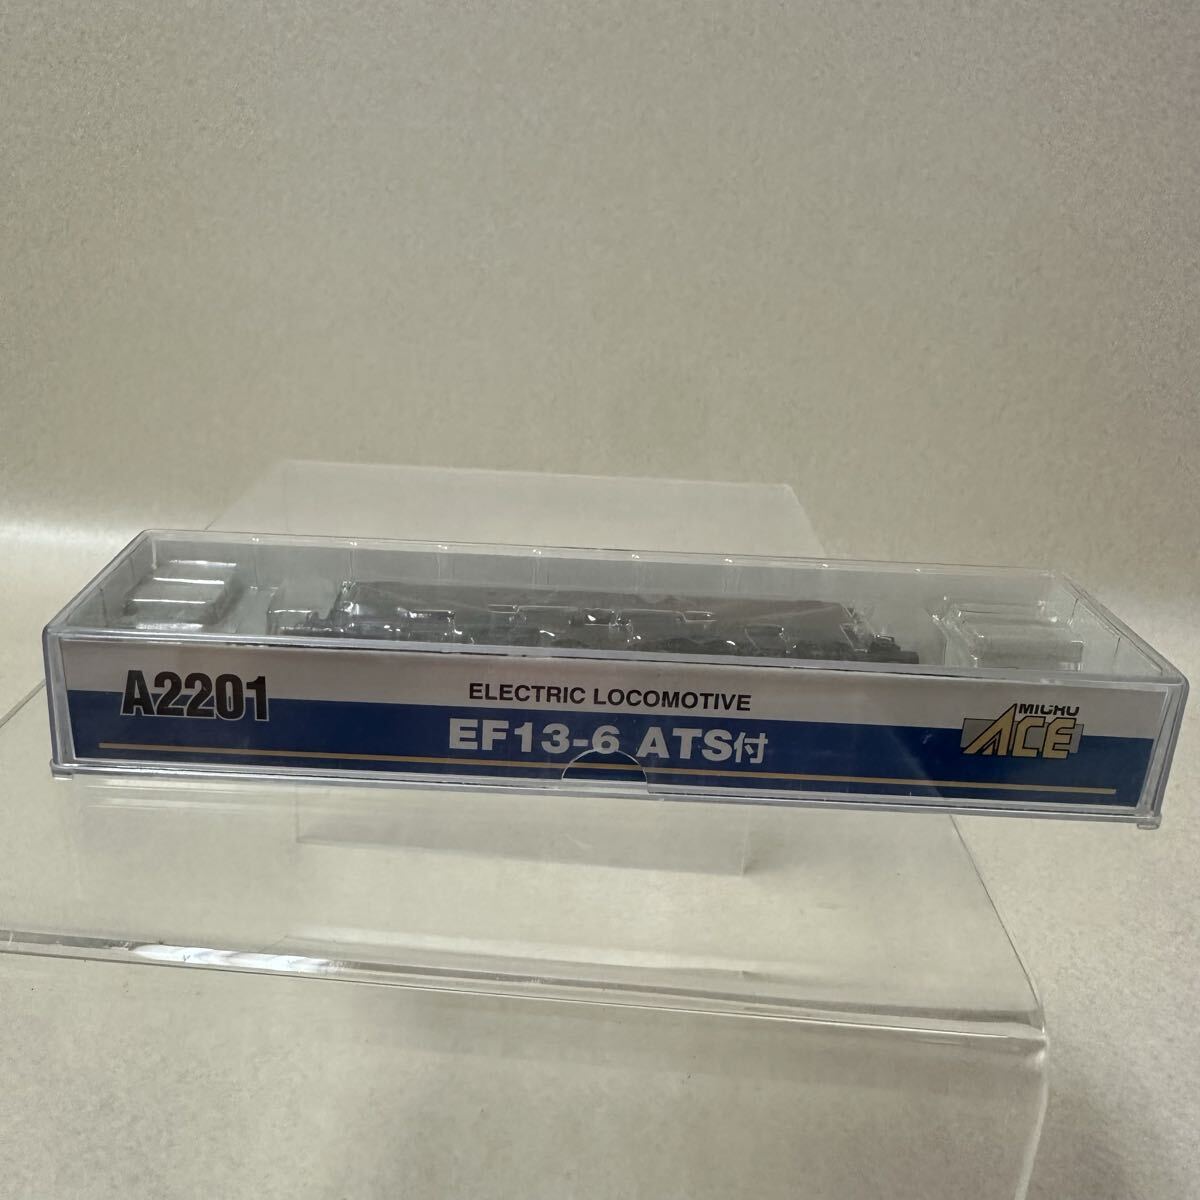 A2201
ELECTRIC LOCOMOTIVE
EF13-6 ATS付
MICRO
ACE